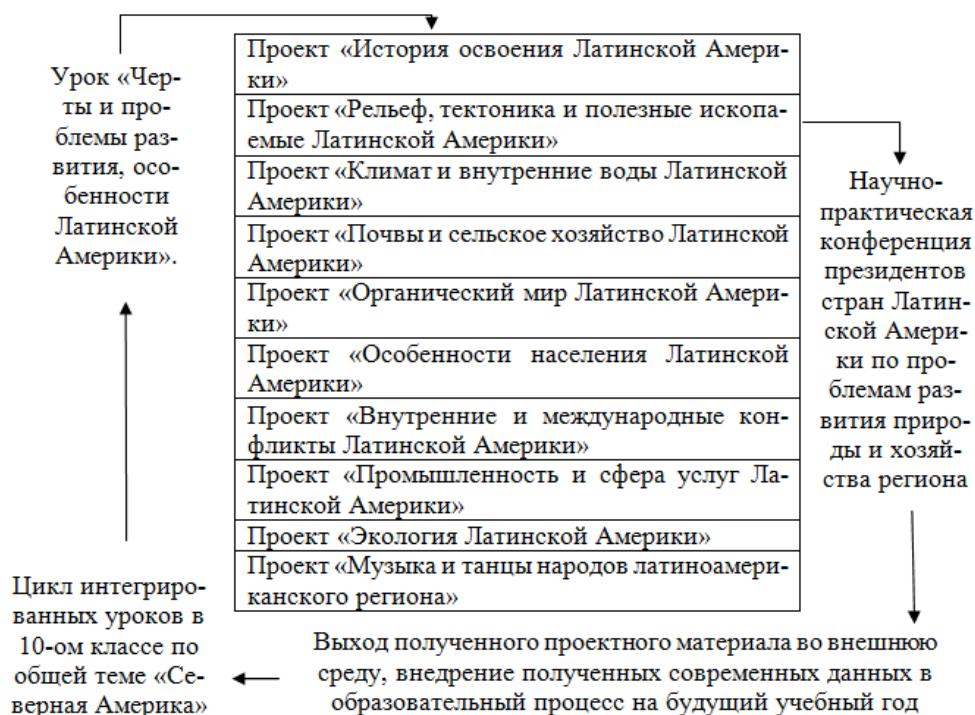 Урок «Чер-
ты и про-
блемы раз-
вития, осо-
бенности
Латинской
Америки».
Проект «История освоения Латинской Амери-
ки»
Проект «Рельеф, тектоника и полезные ископа-
емые Латинской Америки»
Проект «Климат и внутренние воды Латинской
Америки»
Проект «Почвы и сельское хозяйство Латинской
Америки»
Проект «Органический мир Латинской Амери-
ки»
Проект «Особенности населения Латинской
Америки»
Проект «Внутренние и международные кон-
фликты Латинской Америки»
Проект «Промышленность и сфера услуг Ла-
тинской Америки»
Проект «Экология Латинской Америки»
Проект «Музыка и танцы народов латиноамери-
канского региона»
Научно-
практическая
конференция
президентов
стран Латин-
ской Амери-
ки по про-
блемам раз-
вития приро-
ды и хозяй-
ства региона
Выход полученного проектного материала во внешнюю
среду, внедрение полученных современных данных в
образовательный процесс на будущий учебный год
Цикл интегриро-
ванных уроков в
10-ом классе по
общей теме «Се-
верная Америка»